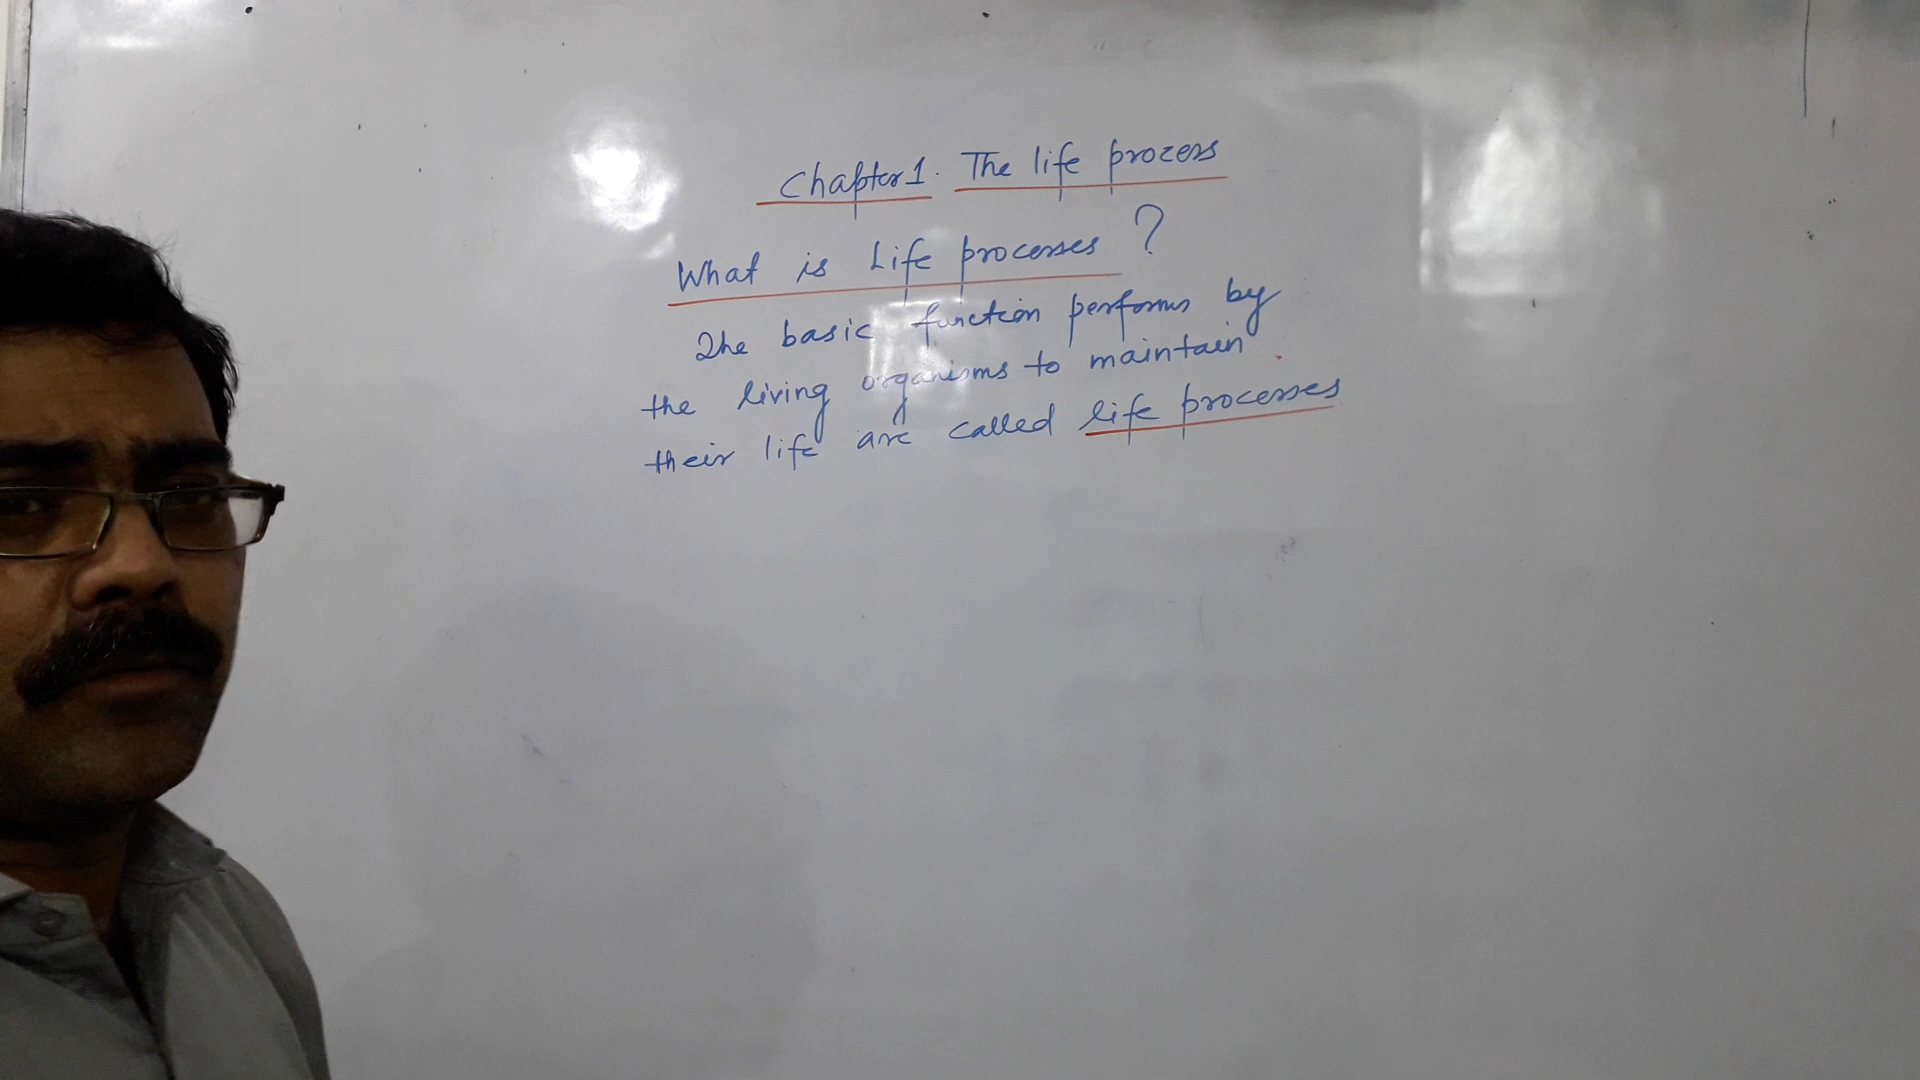 Chapter 1. The life process
What is Life processes ?
The basic function performs by
the living organisms to maintain
their life are called life processes